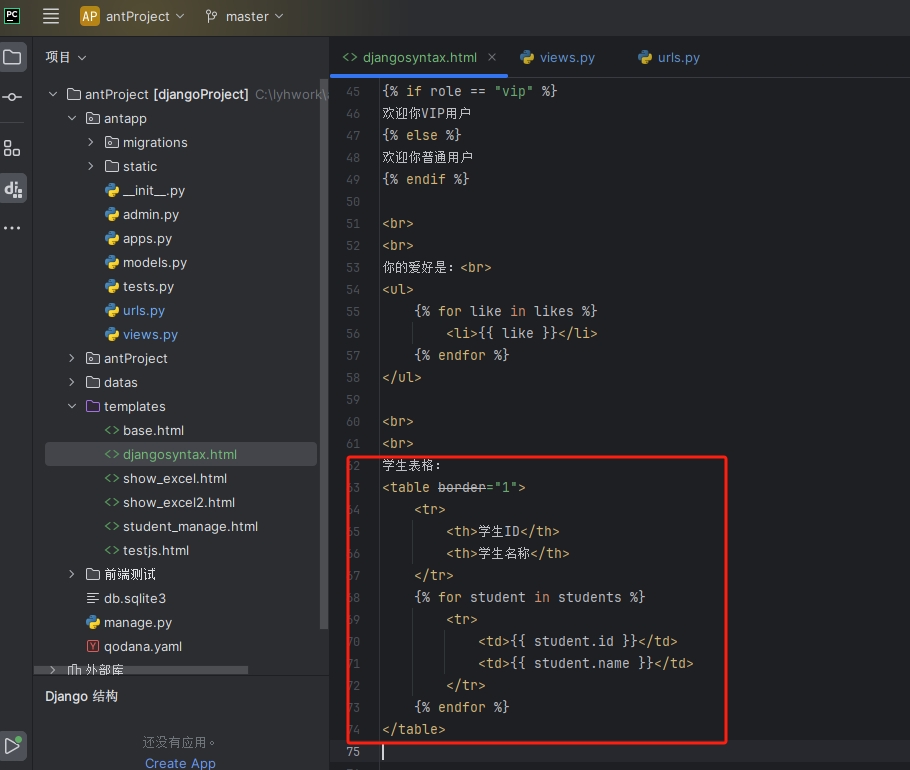 PC
AP antProject master
项目
antProject [djangoProject] C:\lyhwork\
antapp
migrations
static
__init__.py
admin.py
apps.py
models.py
tests.py
urls.py
views.py
antProject
datas
templates
base.html
djangosyntax.html
show_excel.html
show_excel2.html
student_manage.html
testjs.html
前端测试
db.sqlite3
manage.py
Y qodana.yaml
外部库
Django 结构
还没有应用。
Create App
djangosyntax.html views.py urls.py
45 {% if role == "vip" %}
46 欢迎你VIP用户
47 {% else %}
48 欢迎你普通用户
49 {% endif %}
50
51 <br>
52 <br>
53 你的爱好是：<br>
54 <ul>
55 {% for like in likes %}
56 <li>{{ like }}</li>
57 {% endfor %}
58 </ul>
59
60 <br>
61 <br>
62 学生表格：
63 <table border="1">
64 <tr>
65 <th>学生ID</th>
66 <th>学生名称</th>
67 </tr>
68 {% for student in students %}
69 <tr>
70 <td>{{ student.id }}</td>
71 <td>{{ student.name }}</td>
72 </tr>
73 {% endfor %}
74 </table>
75